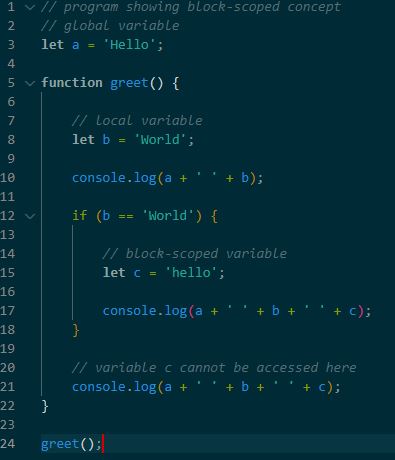 1 // program showing block-scoped concept
2 // global variable
3 let a = 'Hello';
4
5 function greet() {
6
7 // local variable
8 let b = 'World';
9
10 console.log(a + ' ' + b);
11
12 if (b == 'World') {
13
14 // block-scoped variable
15 let c = 'hello';
16
17 console.log(a + ' ' + b + ' ' + c);
18 }
19
20 // variable c cannot be accessed here
21 console.log(a + ' ' + b + ' ' + c);
22 }
23
24 greet();